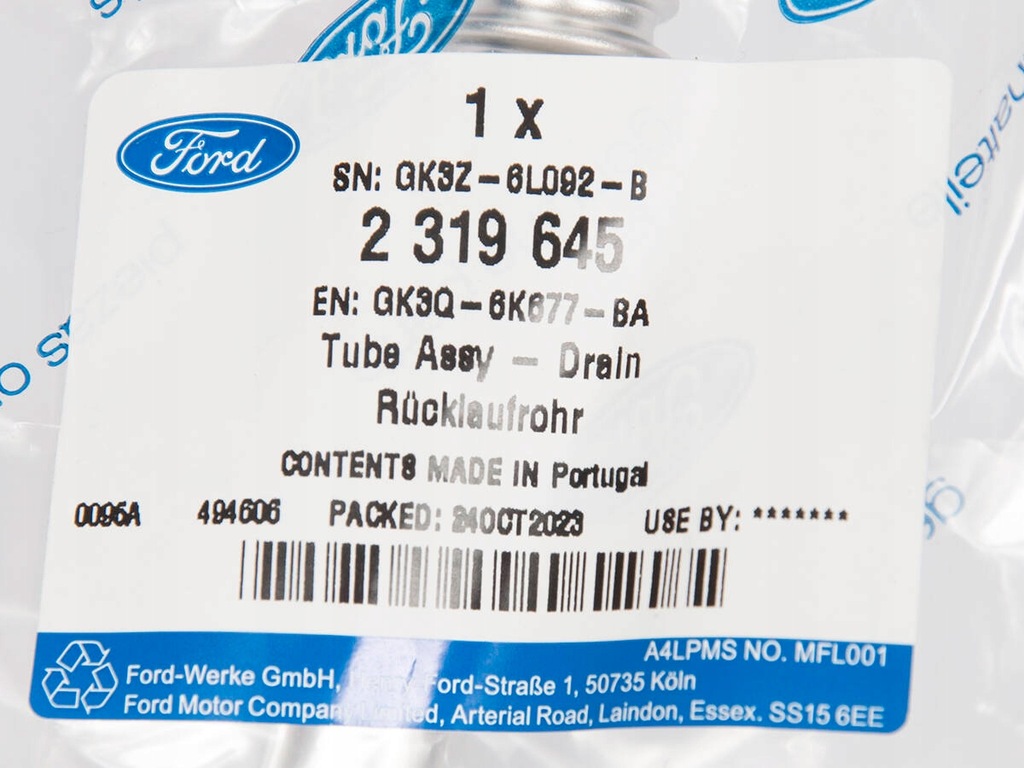 Ford
1 x
SN: GK3Z-6L092-B
2 319 645
EN: GK3Q-6K677-BA
Tube Assy - Drain
Rücklaufrohr
CONTENTS MADE IN Portugal
0095A 494606 PACKED: 24OCT2023 USE BY: *******
A4LPMS NO. MFL001
Ford-Werke GmbH, Ford-Straße 1, 50735 Köln
Ford Motor Company Limited, Arterial Road, Laindon, Essex. SS15 6EE